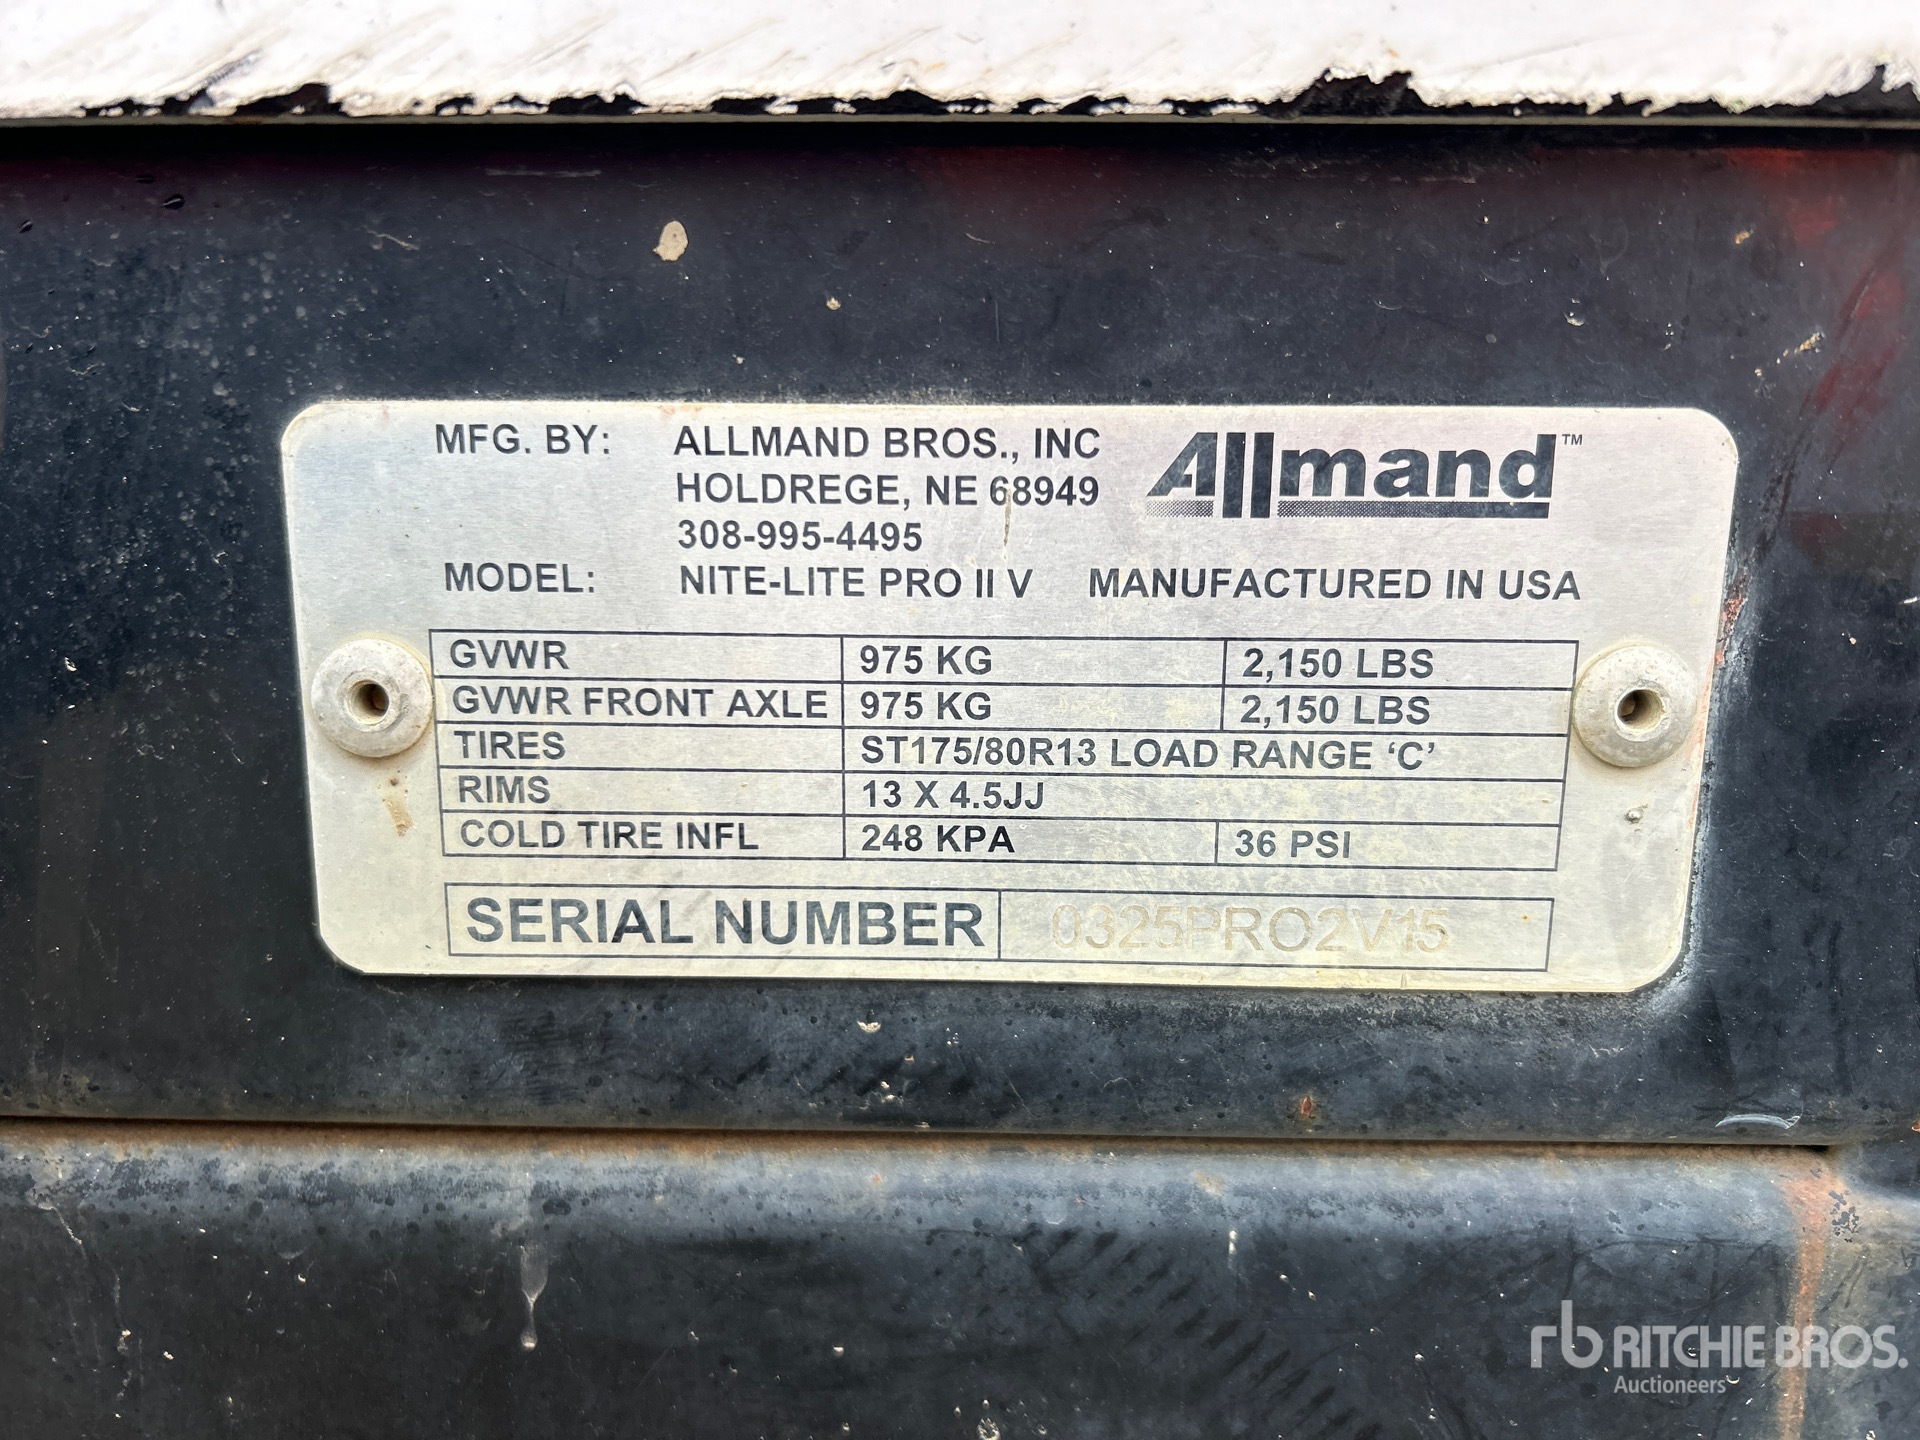 MFG. BY: ALLMAND BROS., INC
HOLDREGE, NE 68949
308-995-4495
Allmand™
MODEL: NITE-LITE PRO II V MANUFACTURED IN USA
GVWR 975 KG 2,150 LBS
GVWR FRONT AXLE 975 KG 2,150 LBS
TIRES ST175/80R13 LOAD RANGE ‘C’
RIMS 13 X 4.5JJ
COLD TIRE INFL 248 KPA 36 PSI
SERIAL NUMBER 0325PRO2V15
rb RITCHIE BROS.
Auctioneers